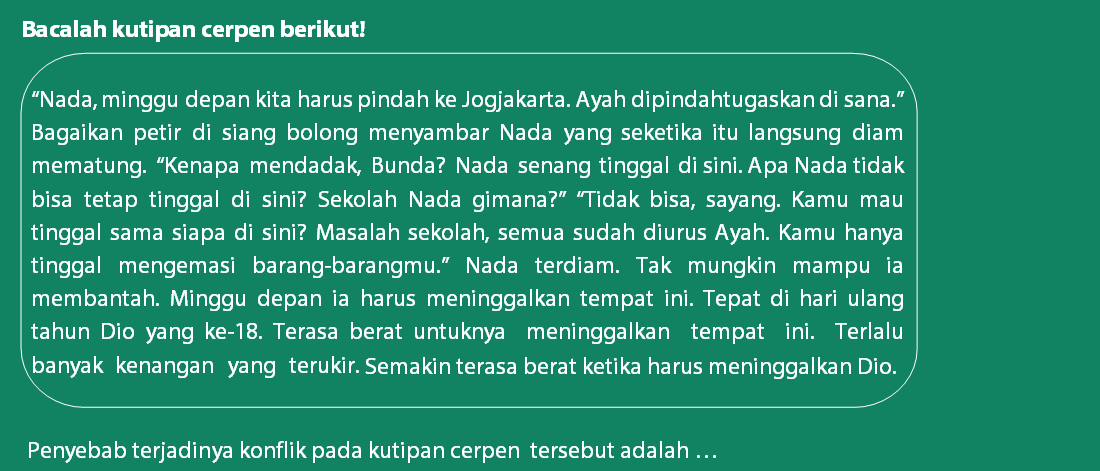 Bacalah kutipan cerpen berikut!
“Nada, minggu depan kita harus pindah ke Jogjakarta. Ayah dipindahtugaskan di sana.”
Bagaikan petir di siang bolong menyambar Nada yang seketika itu langsung diam
mematung. “Kenapa mendadak, Bunda? Nada senang tinggal di sini. Apa Nada tidak
bisa tetap tinggal di sini? Sekolah Nada gimana?” “Tidak bisa, sayang. Kamu mau
tinggal sama siapa di sini? Masalah sekolah, semua sudah diurus Ayah. Kamu hanya
tinggal mengemasi barang-barangmu.” Nada terdiam. Tak mungkin mampu ia
membantah. Minggu depan ia harus meninggalkan tempat ini. Tepat di hari ulang
tahun Dio yang ke-18. Terasa berat untuknya meninggalkan tempat ini. Terlalu
banyak kenangan yang terukir. Semakin terasa berat ketika harus meninggalkan Dio.
Penyebab terjadinya konflik pada kutipan cerpen tersebut adalah …